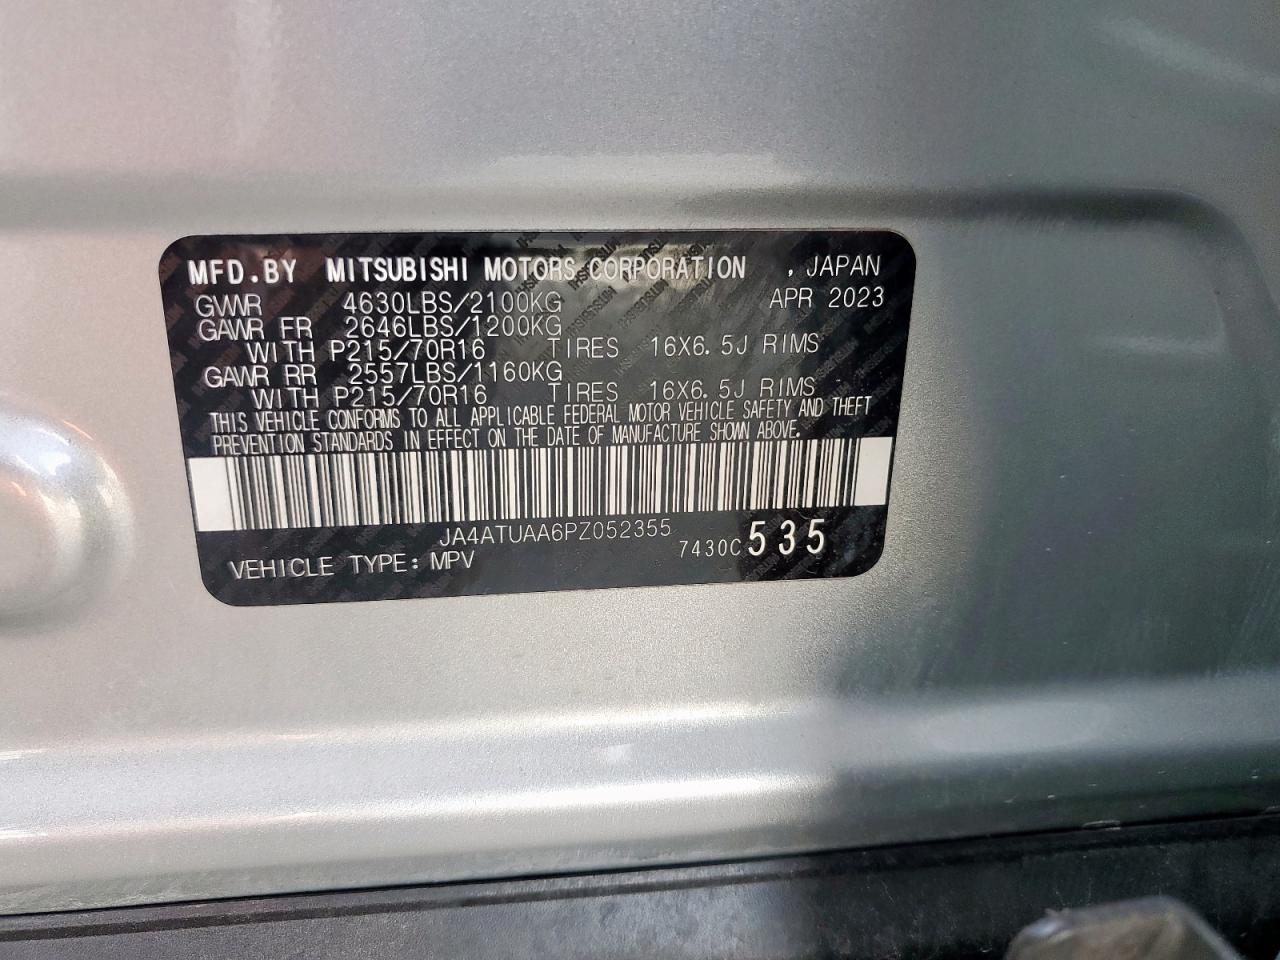 MFD.BY MITSUBISHI MOTORS CORPORATION , JAPAN
GVWR 4630LBS/2100KG APR 2023
GAWR FR 2646LBS/1200KG
WITH P215/70R16 TIRES 16X6.5J RIMS
GAWR RR 2557LBS/1160KG
WITH P215/70R16 TIRES 16X6.5J RIMS
THIS VEHICLE CONFORMS TO ALL APPLICABLE FEDERAL MOTOR VEHICLE SAFETY AND THEFT
PREVENTION STANDARDS IN EFFECT ON THE DATE OF MANUFACTURE SHOWN ABOVE.
JA4ATUAA6PZ052355
7430C 535
VEHICLE TYPE: MPV